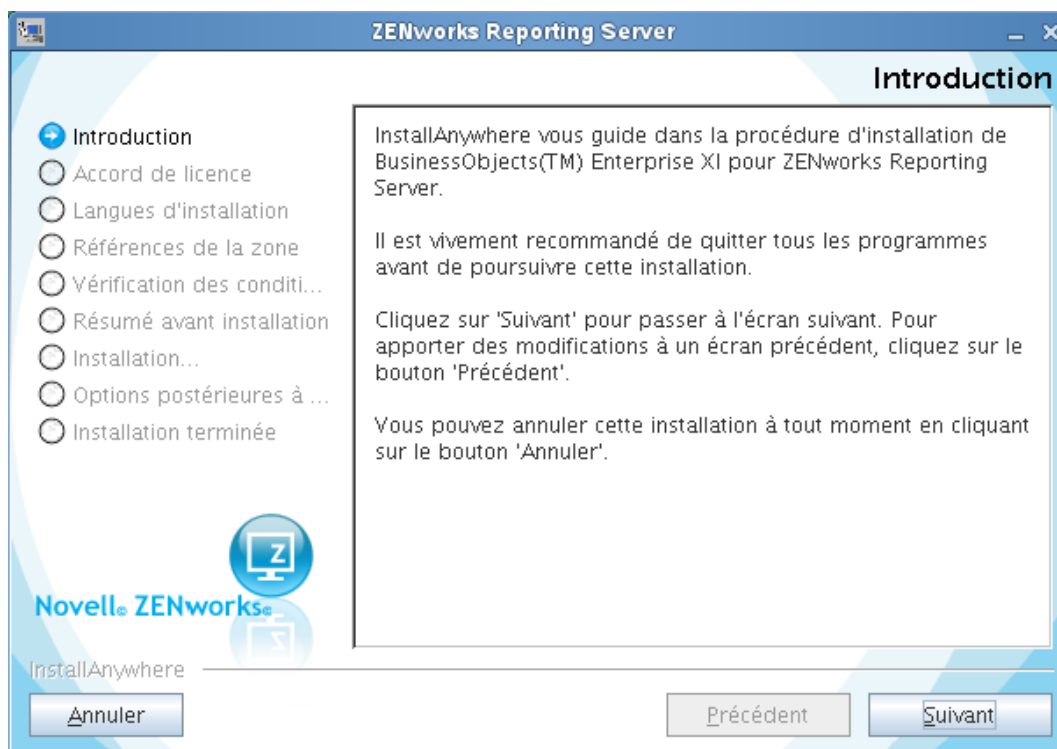 ZENworks Reporting Server
Introduction
Introduction
Accord de licence
Langues d'installation
Références de la zone
Vérification des conditi...
Résumé avant installation
Installation...
Options postérieures à ...
Installation terminée
InstallAnywhere vous guide dans la procédure d'installation de
BusinessObjects(TM) Enterprise XI pour ZENworks Reporting
Server.
Il est vivement recommandé de quitter tous les programmes
avant de poursuivre cette installation.
Cliquez sur 'Suivant' pour passer à l'écran suivant. Pour
apporter des modifications à un écran précédent, cliquez sur le
bouton 'Précédent'.
Vous pouvez annuler cette installation à tout moment en cliquant
sur le bouton 'Annuler'.
Z
Novell® ZENworks®
InstallAnywhere
Annuler
Précédent
Suivant